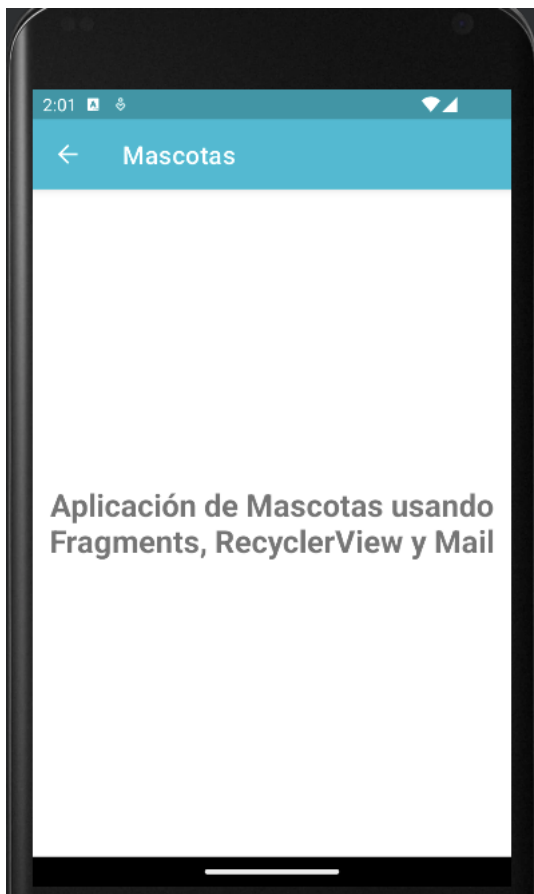 2:01
Mascotas
Aplicación de Mascotas usando
Fragments, RecyclerView y Mail